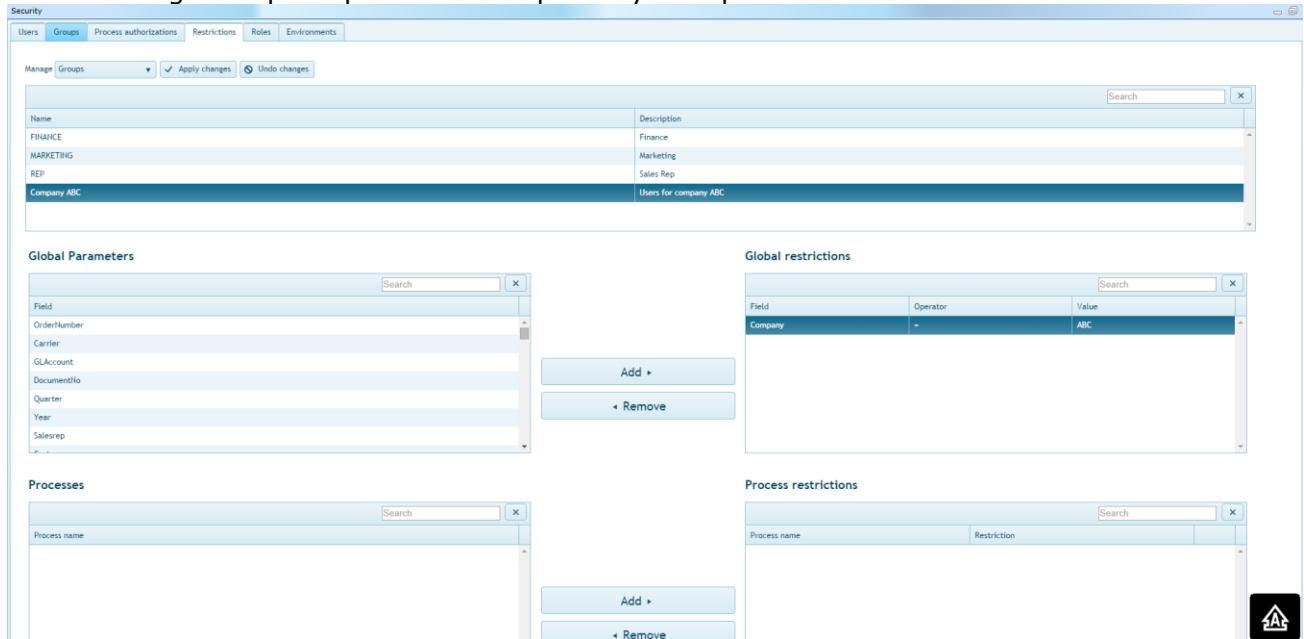 Security
Users Groups Process authorizations Restrictions Roles Environments
Manage Groups Apply changes Undo changes
Search
Name Description
FINANCE Finance
MARKETING Marketing
REP Sales Rep
Company ABC Users for company ABC
Global Parameters Global restrictions
Search Search
Field Field Operator Value
OrderNumber Company = ABC
Carrier
GLAccount
DocumentNo
Quarter
Year
Salesrep
Add
Remove
Processes Process restrictions
Search Search
Process name Process name Restriction
Add
Remove